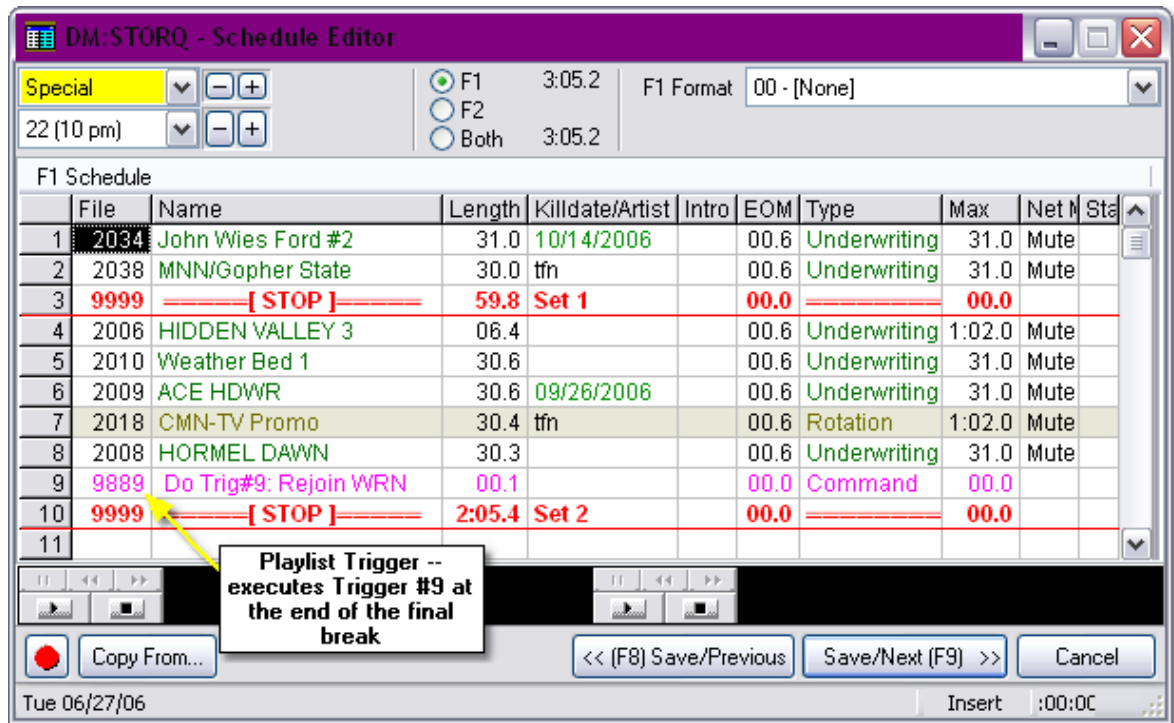 DM:STORQ - Schedule Editor
Special
F1 3:05.2 F1 Format 00 - [None]
F2
22 (10 pm)
Both 3:05.2
F1 Schedule
File Name Length Killdate/Artist Intro EOM Type Max Net M Sta
1 2034 John Wies Ford #2 31.0 10/14/2006 00.6 Underwriting 31.0 Mute
2 2038 MNN/Gopher State 30.0 tfn 00.6 Underwriting 31.0 Mute
3 9999 =====[ STOP ]===== 59.8 Set 1 00.0 ======== 00.0
4 2006 HIDDEN VALLEY 3 06.4 00.6 Underwriting 1:02.0 Mute
5 2010 Weather Bed 1 30.6 00.6 Underwriting 31.0 Mute
6 2009 ACE HDWR 30.6 09/26/2006 00.6 Underwriting 31.0 Mute
7 2018 CMN-TV Promo 30.4 tfn 00.6 Rotation 1:02.0 Mute
8 2008 HORMEL DAWN 30.3 00.6 Underwriting 31.0 Mute
9 9889 Do Trig#9: Rejoin WRN 00.1 00.0 Command 00.0
10 9999 =====[ STOP ]===== 2:05.4 Set 2 00.0 ======== 00.0
11
Playlist Trigger --
executes Trigger #9 at
the end of the final
break
Copy From... << (F8) Save/Previous Save/Next (F9) >> Cancel
Tue 06/27/06 Insert :00:00